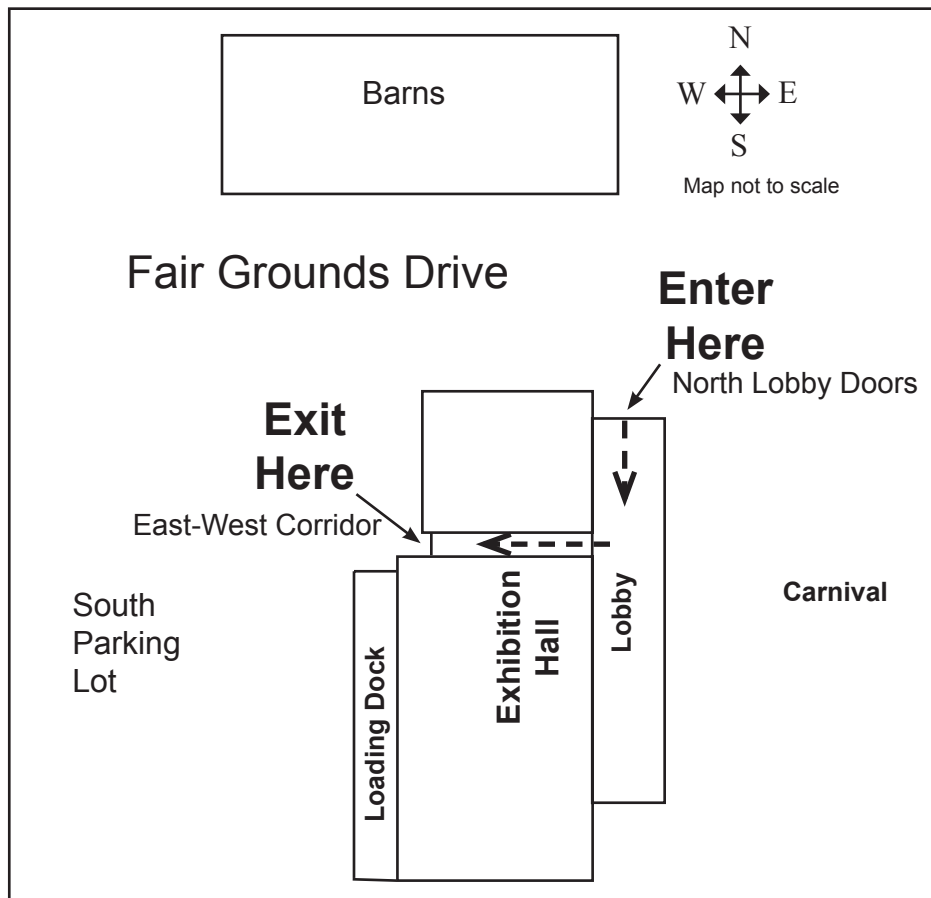 N
Barns
W E
S
Map not to scale
Fair Grounds Drive
Enter
Here
North Lobby Doors
Exit
Here
East-West Corridor
South
Parking
Lot
Loading Dock
Exhibition
Hall
Lobby
Carnival